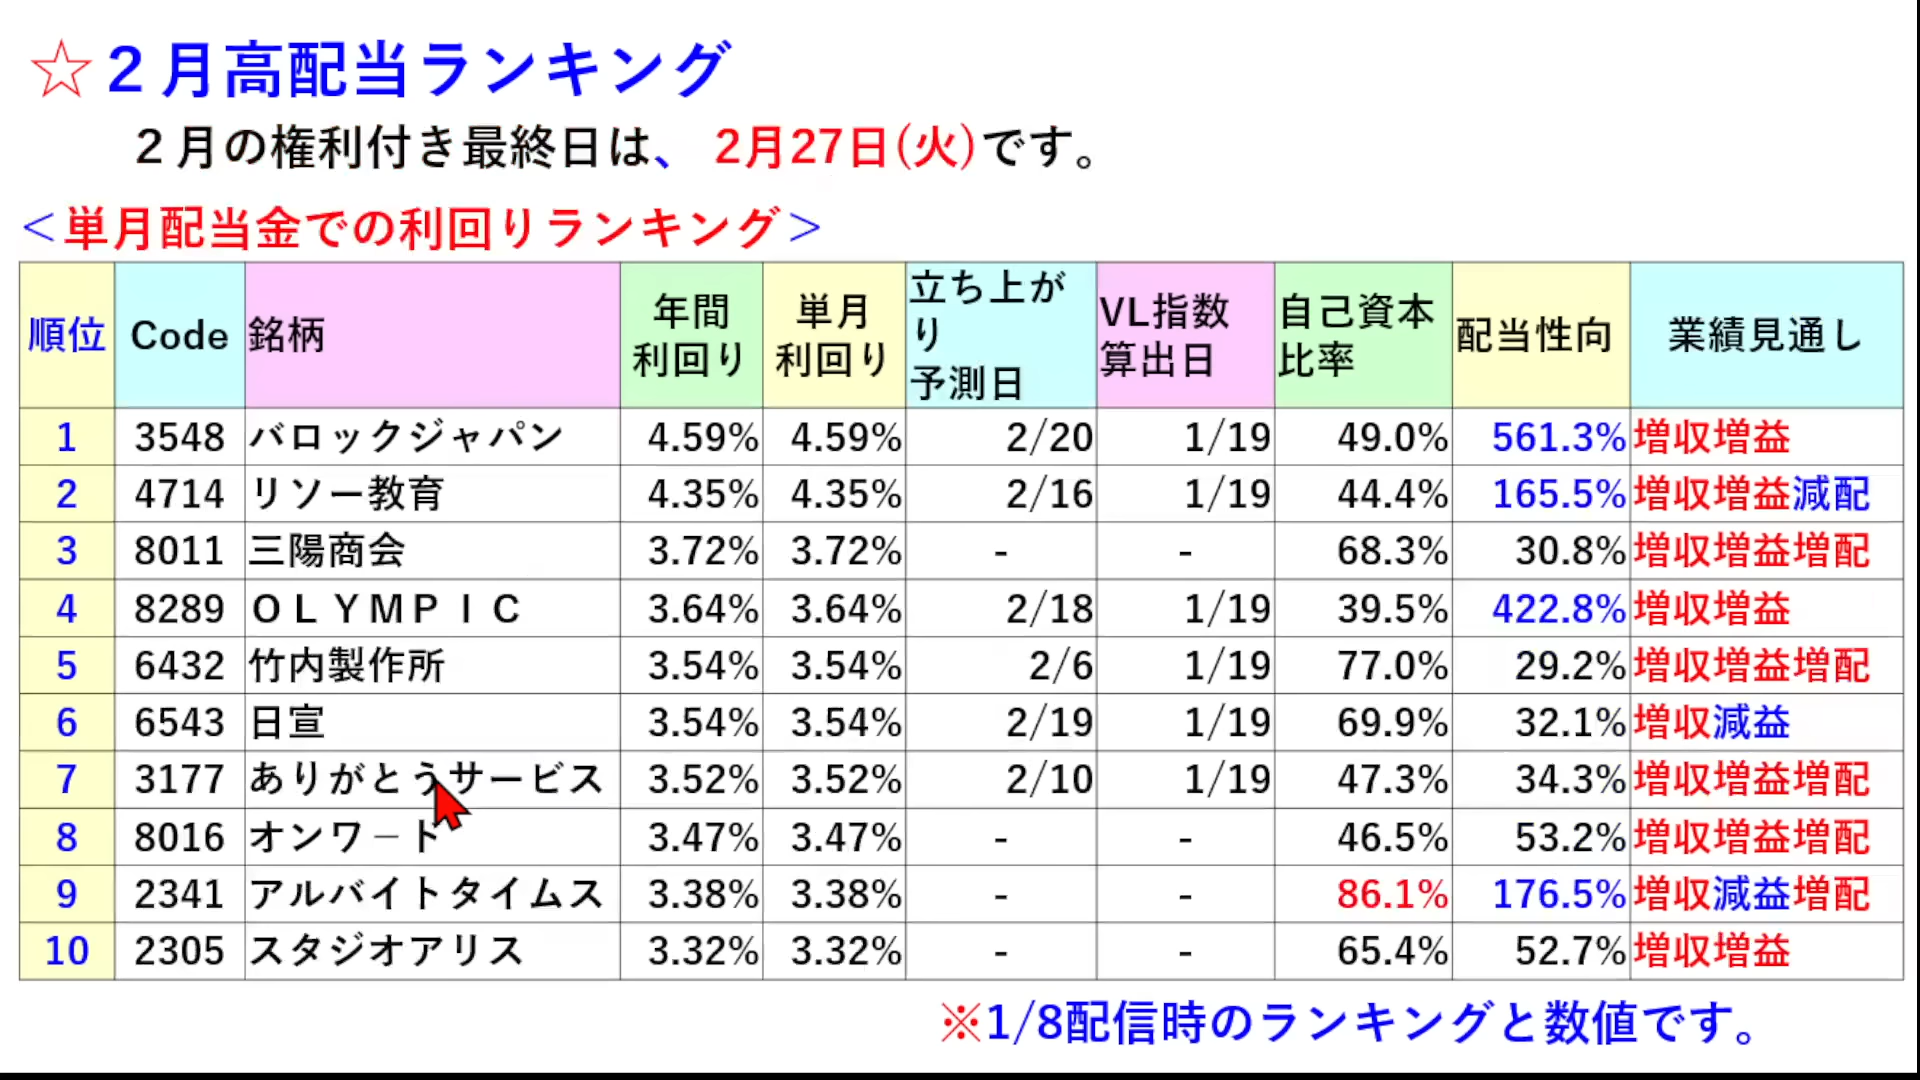 ☆２月高配当ランキング
２月の権利付き最終日は、 2月27日(火)です。
＜単月配当金での利回りランキング＞
順位 Code 銘柄 年間利回り 単月利回り 立ち上がり予測日 VL指数算出日 自己資本比率 配当性向 業績見通し
1 3548 バロックジャパン 4.59% 4.59% 2/20 1/19 49.0% 561.3% 増収増益
2 4714 リソー教育 4.35% 4.35% 2/16 1/19 44.4% 165.5% 増収増益減配
3 8011 三陽商会 3.72% 3.72% - - 68.3% 30.8% 増収増益増配
4 8289 ＯＬＹＭＰＩＣ 3.64% 3.64% 2/18 1/19 39.5% 422.8% 増収増益
5 6432 竹内製作所 3.54% 3.54% 2/6 1/19 77.0% 29.2% 増収増益増配
6 6543 日宣 3.54% 3.54% 2/19 1/19 69.9% 32.1% 増収減益
7 3177 ありがとうサービス 3.52% 3.52% 2/10 1/19 47.3% 34.3% 増収増益増配
8 8016 オンワ－ド 3.47% 3.47% - - 46.5% 53.2% 増収増益増配
9 2341 アルバイトタイムス 3.38% 3.38% - - 86.1% 176.5% 増収減益増配
10 2305 スタジオアリス 3.32% 3.32% - - 65.4% 52.7% 増収増益
※1/8配信時のランキングと数値です。